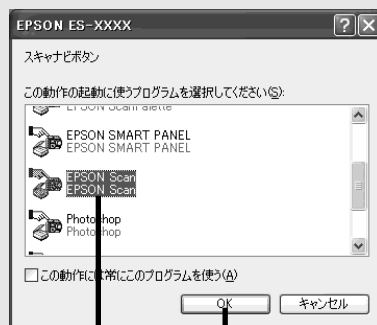 EPSON ES-XXXX
スキャナビボタン
この動作の起動に使うプログラムを選択してください(S):
EPSON Scan Palette
EPSON SMART PANEL
EPSON SMART PANEL
EPSON Scan
EPSON Scan
Photoshop
Photoshop
この動作には常にこのプログラムを使う(A)
OK
キャンセル